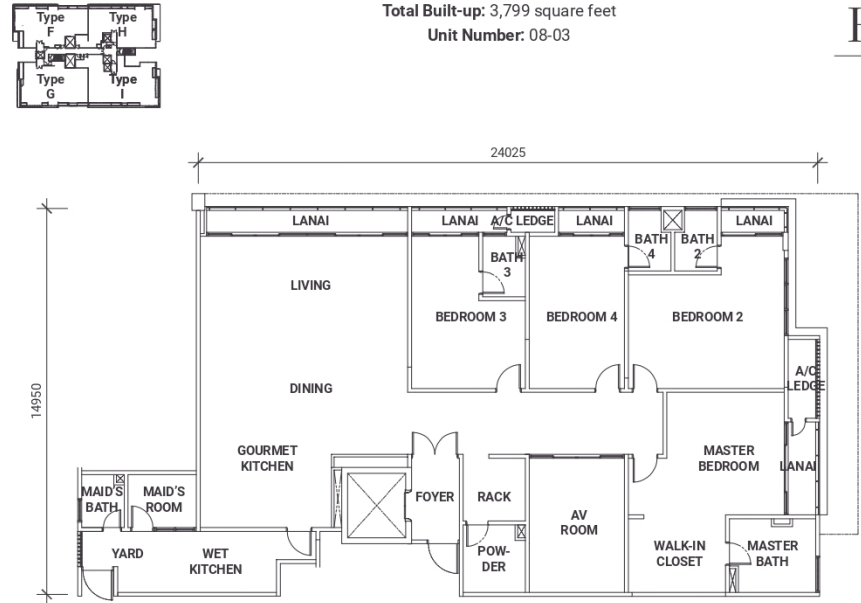 Type F
Type H
Type G
Type I
Total Built-up: 3,799 square feet
Unit Number: 08-03
24025
14950
LANAI
LANAI
A/C LEDGE
LANAI
LANAI
BATH 3
BATH 4
BATH 2
LIVING
BEDROOM 3
BEDROOM 4
BEDROOM 2
DINING
A/C LEDGE
GOURMET
KITCHEN
MASTER
BEDROOM
LANAI
MAID'S
BATH
MAID'S
ROOM
FOYER
RACK
AV
ROOM
YARD
WET
KITCHEN
POW-
DER
WALK-IN
CLOSET
MASTER
BATH